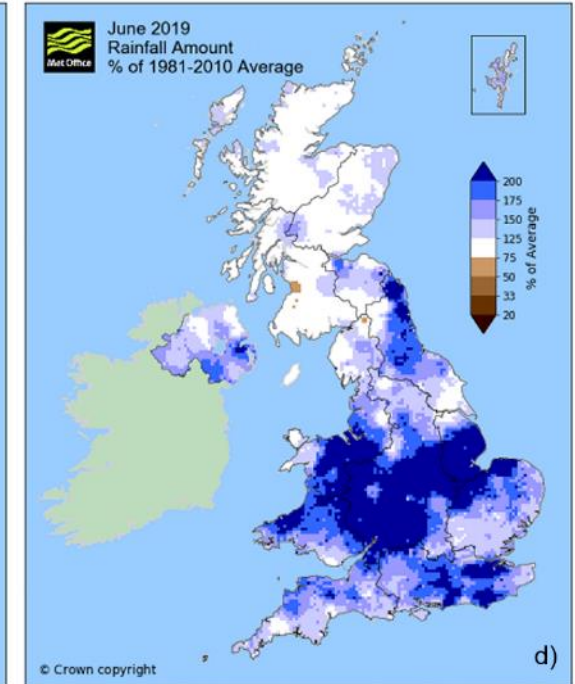 June 2019
Rainfall Amount
% of 1981-2010 Average
Met Office
200
175
150
125
75
50
33
20
% of Average
d)
© Crown copyright